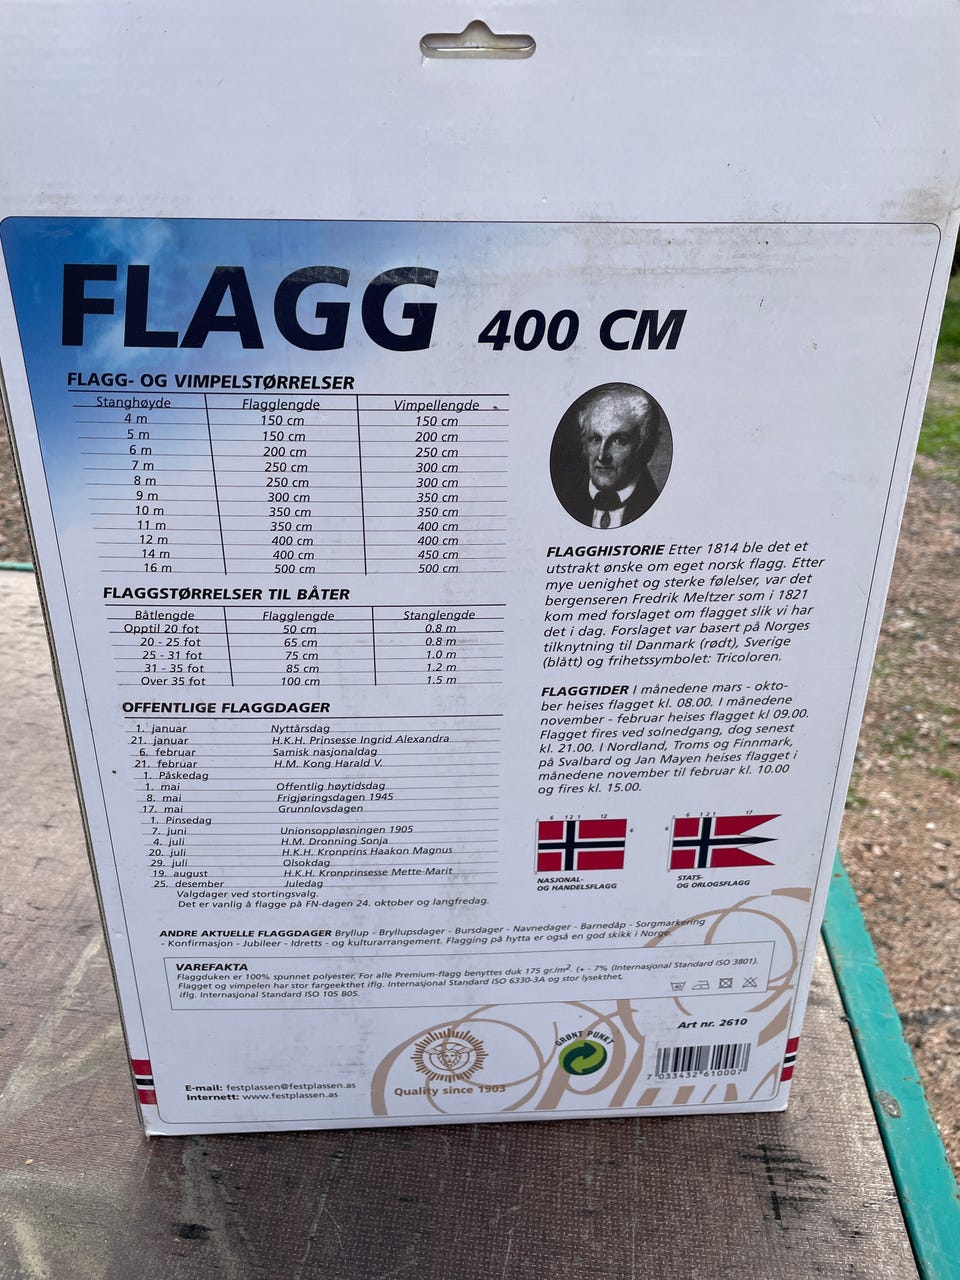 FLAGG 400 CM
FLAGG- OG VIMPELSTØRRELSER
Stanghøyde Flagglengde Vimpellengde
4 m 150 cm 150 cm
5 m 150 cm 200 cm
6 m 200 cm 250 cm
7 m 250 cm 300 cm
8 m 250 cm 300 cm
9 m 300 cm 350 cm
10 m 350 cm 350 cm
11 m 350 cm 400 cm
12 m 400 cm 400 cm
14 m 400 cm 450 cm
16 m 500 cm 500 cm
FLAGGSTØRRELSER TIL BÅTER
Båtlengde Flagglengde Stanglengde
Opptil 20 fot 50 cm 0.8 m
20 - 25 fot 65 cm 0.8 m
25 - 31 fot 75 cm 1.0 m
31 - 35 fot 85 cm 1.2 m
Over 35 fot 100 cm 1.5 m
OFFENTLIGE FLAGGDAGER
1. januar Nyttårsdag
21. januar H.K.H. Prinsesse Ingrid Alexandra
6. februar Samisk nasjonaldag
21. februar H.M. Kong Harald V.
1. Påskedag
1. mai Offentlig høytidsdag
8. mai Frigjøringsdagen 1945
17. mai Grunnlovsdagen
1. Pinsedag
7. juni Unionsoppløsningen 1905
4. juli H.M. Dronning Sonja
20. juli H.K.H. Kronprins Haakon Magnus
29. juli Olsokdag
19. august H.K.H. Kronprinsesse Mette-Marit
25. desember Juledag
Valgdager ved stortingsvalg.
Det er vanlig å flagge på FN-dagen 24. oktober og langfredag.
FLAGGHISTORIE Etter 1814 ble det et
utstrakt ønske om eget norsk flagg. Etter
mye uenighet og sterke følelser, var det
bergenseren Fredrik Meltzer som i 1821
kom med forslaget om flagget slik vi har
det i dag. Forslaget var basert på Norges
tilknytning til Danmark (rødt), Sverige
(blått) og frihetssymbolet: Tricoloren.
FLAGGTIDER I månedene mars - okto-
ber heises flagget kl. 08.00. I månedene
november - februar heises flagget kl 09.00.
Flagget fires ved solnedgang, dog senest
kl. 21.00. I Nordland, Troms og Finnmark,
på Svalbard og Jan Mayen heises flagget i
månedene november til februar kl. 10.00
og fires kl. 15.00.
6 1 2 1 12
6
NASJONAL-
OG HANDELSFLAGG
6 1 2 1 17
6
STATS-
OG ORLOGSFLAGG
ANDRE AKTUELLE FLAGGDAGER Bryllup - Bryllupsdager - Bursdager - Navnedager - Barnedåp - Sorgmarkering
- Konfirmasjon - Jubileer - Idretts - og kulturarrangement. Flagging på hytta er også en god skikk i Norge.
VAREFAKTA
Flaggduken er 100% spunnet polyester. For alle Premium-flagg benyttes duk 175 gr./m². (+ - 7% (Internasjonal Standard ISO 3801).
Flagget og vimpelen har stor fargeekthet iflg. Internasjonal Standard ISO 6330-3A og stor lysekthet,
iflg. Internasjonal Standard ISO 105 B05.
Art nr. 2610
GRØNT PUNKT
Quality since 1903
7 033432 610007
E-mail: festplassen@festplassen.as
Internett: www.festplassen.as